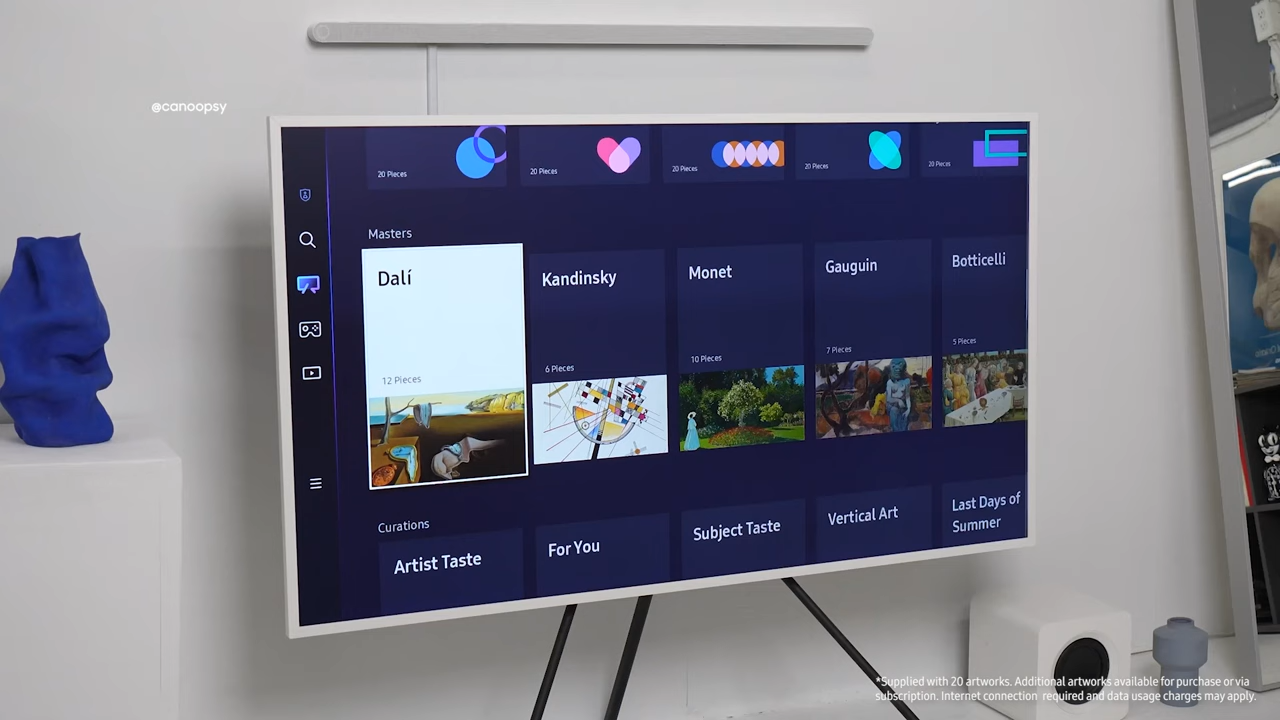 @canoopsy
20 Pieces
20 Pieces
20 Pieces
20 Pieces
20 Pieces
Masters
Dalí
12 Pieces
Kandinsky
6 Pieces
Monet
10 Pieces
Gauguin
7 Pieces
Botticelli
5 Pieces
Curations
Artist Taste
For You
Subject Taste
Vertical Art
Last Days of
Summer
*Supplied with 20 artworks. Additional artworks available for purchase or via
subscription. Internet connection required and data usage charges may apply.